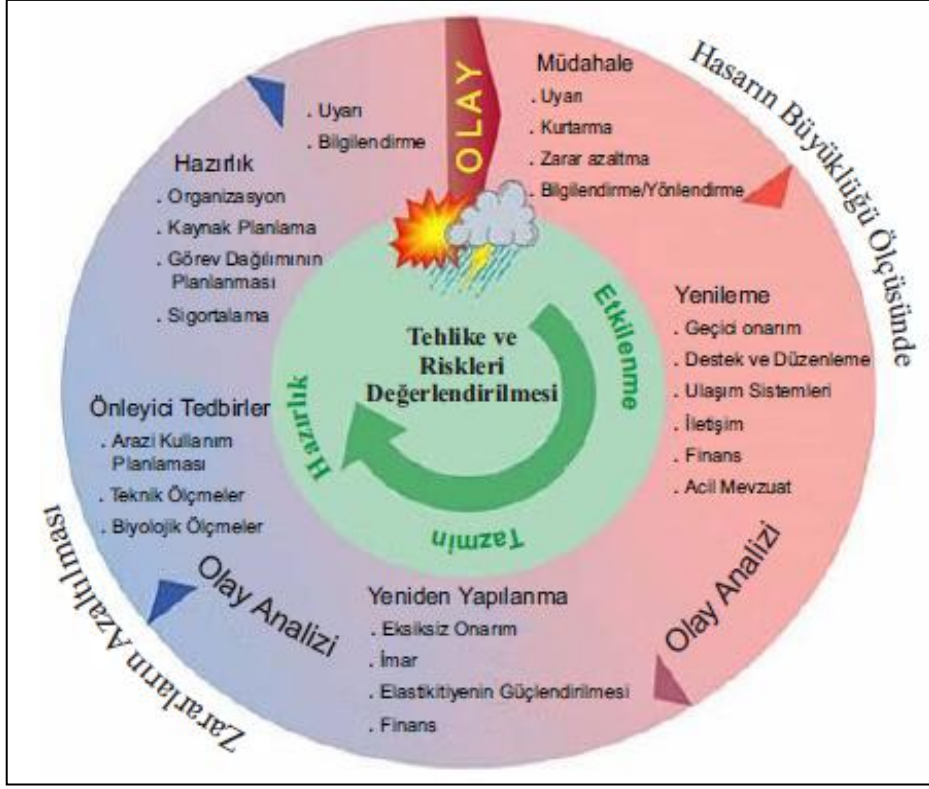 OLAY
Müdahale
. Uyarı
. Kurtarma
. Zarar azaltma
. Bilgilendirme/Yönlendirme
Hasarın Büyüklüğü Ölçüsünde
Yenileme
. Geçici onarım
. Destek ve Düzenleme
. Ulaşım Sistemleri
. İletişim
. Finans
. Acil Mevzuat
Olay Analizi
Yeniden Yapılanma
. Eksiksiz Onarım
. İmar
. Elastikitiyenin Güçlendirilmesi
. Finans
Olay Analizi
Zararların Azaltılması
Önleyici Tedbirler
. Arazi Kullanım
Planlaması
. Teknik Ölçmeler
. Biyolojik Ölçmeler
Hazırlık
. Organizasyon
. Kaynak Planlama
. Görev Dağılımının
Planlanması
. Sigortalama
. Uyarı
. Bilgilendirme
Etkilenme
Tazmin
Hazırlık
Tehlike ve
Riskleri
Değerlendirilmesi